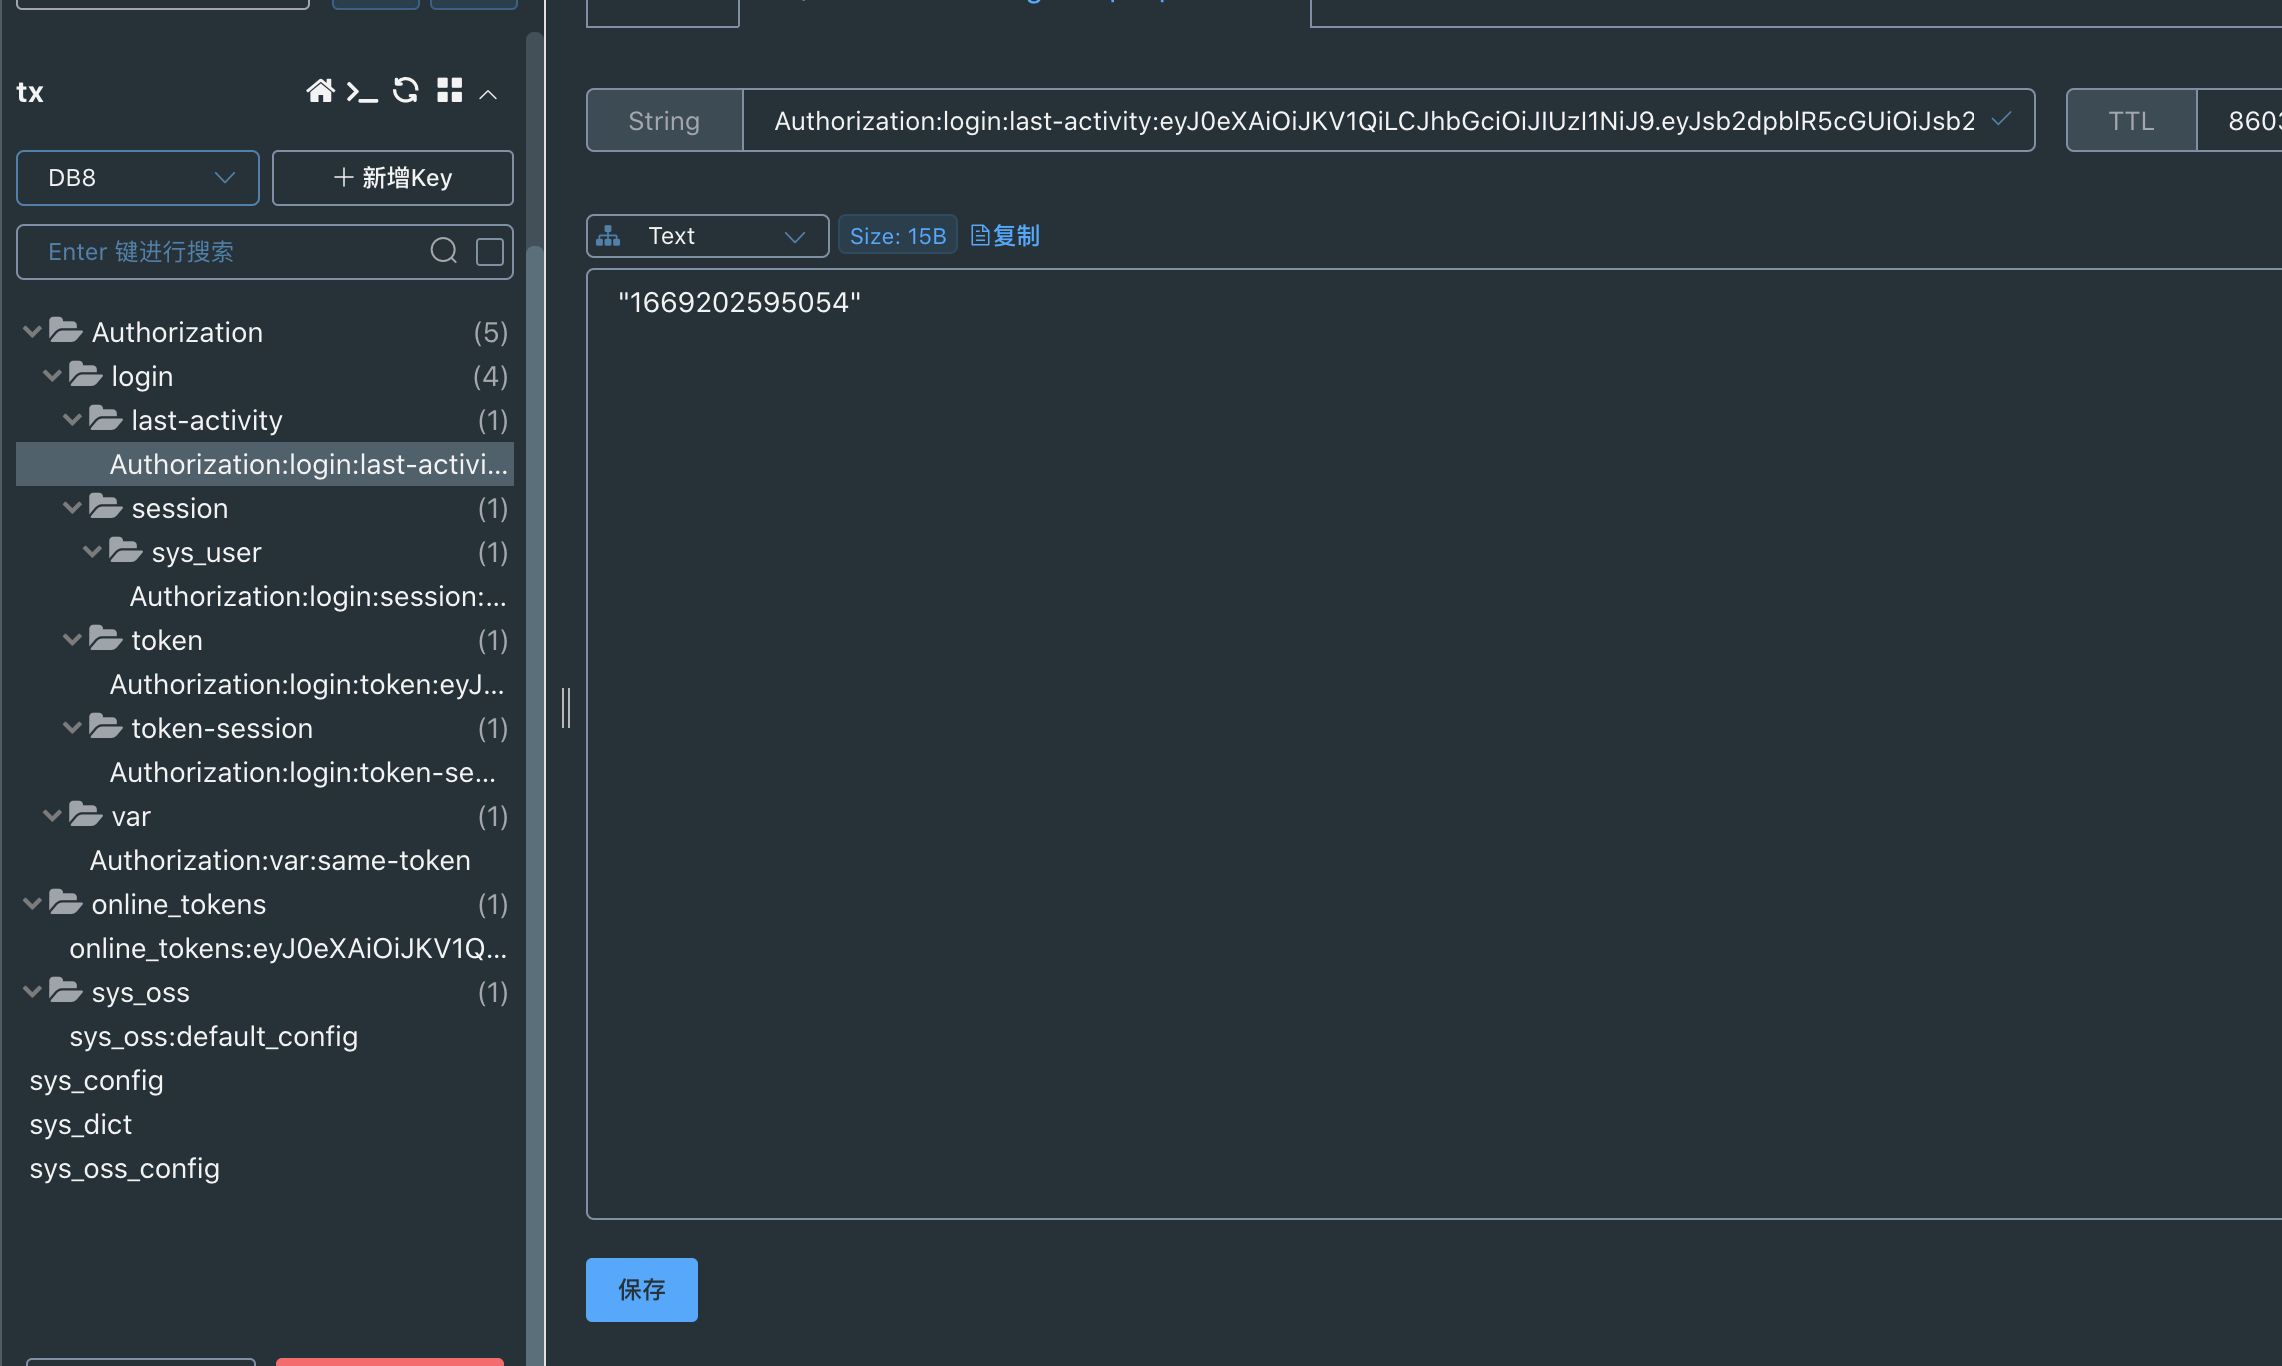 tx
DB8
新增Key
Enter 键进行搜索
Authorization (5)
login (4)
last-activity (1)
Authorization:login:last-activi...
session (1)
sys_user (1)
Authorization:login:session:...
token (1)
Authorization:login:token:eyJ...
token-session (1)
Authorization:login:token-se...
var (1)
Authorization:var:same-token
online_tokens (1)
online_tokens:eyJ0eXAiOiJKV1Q...
sys_oss (1)
sys_oss:default_config
sys_config
sys_dict
sys_oss_config
String Authorization:login:last-activity:eyJ0eXAiOiJKV1QiLCJhbGciOiJIUzI1NiJ9.eyJsb2dpblR5cGUiOiJsb2 TTL 8603
Text Size: 15B 复制
"1669202595054"
保存